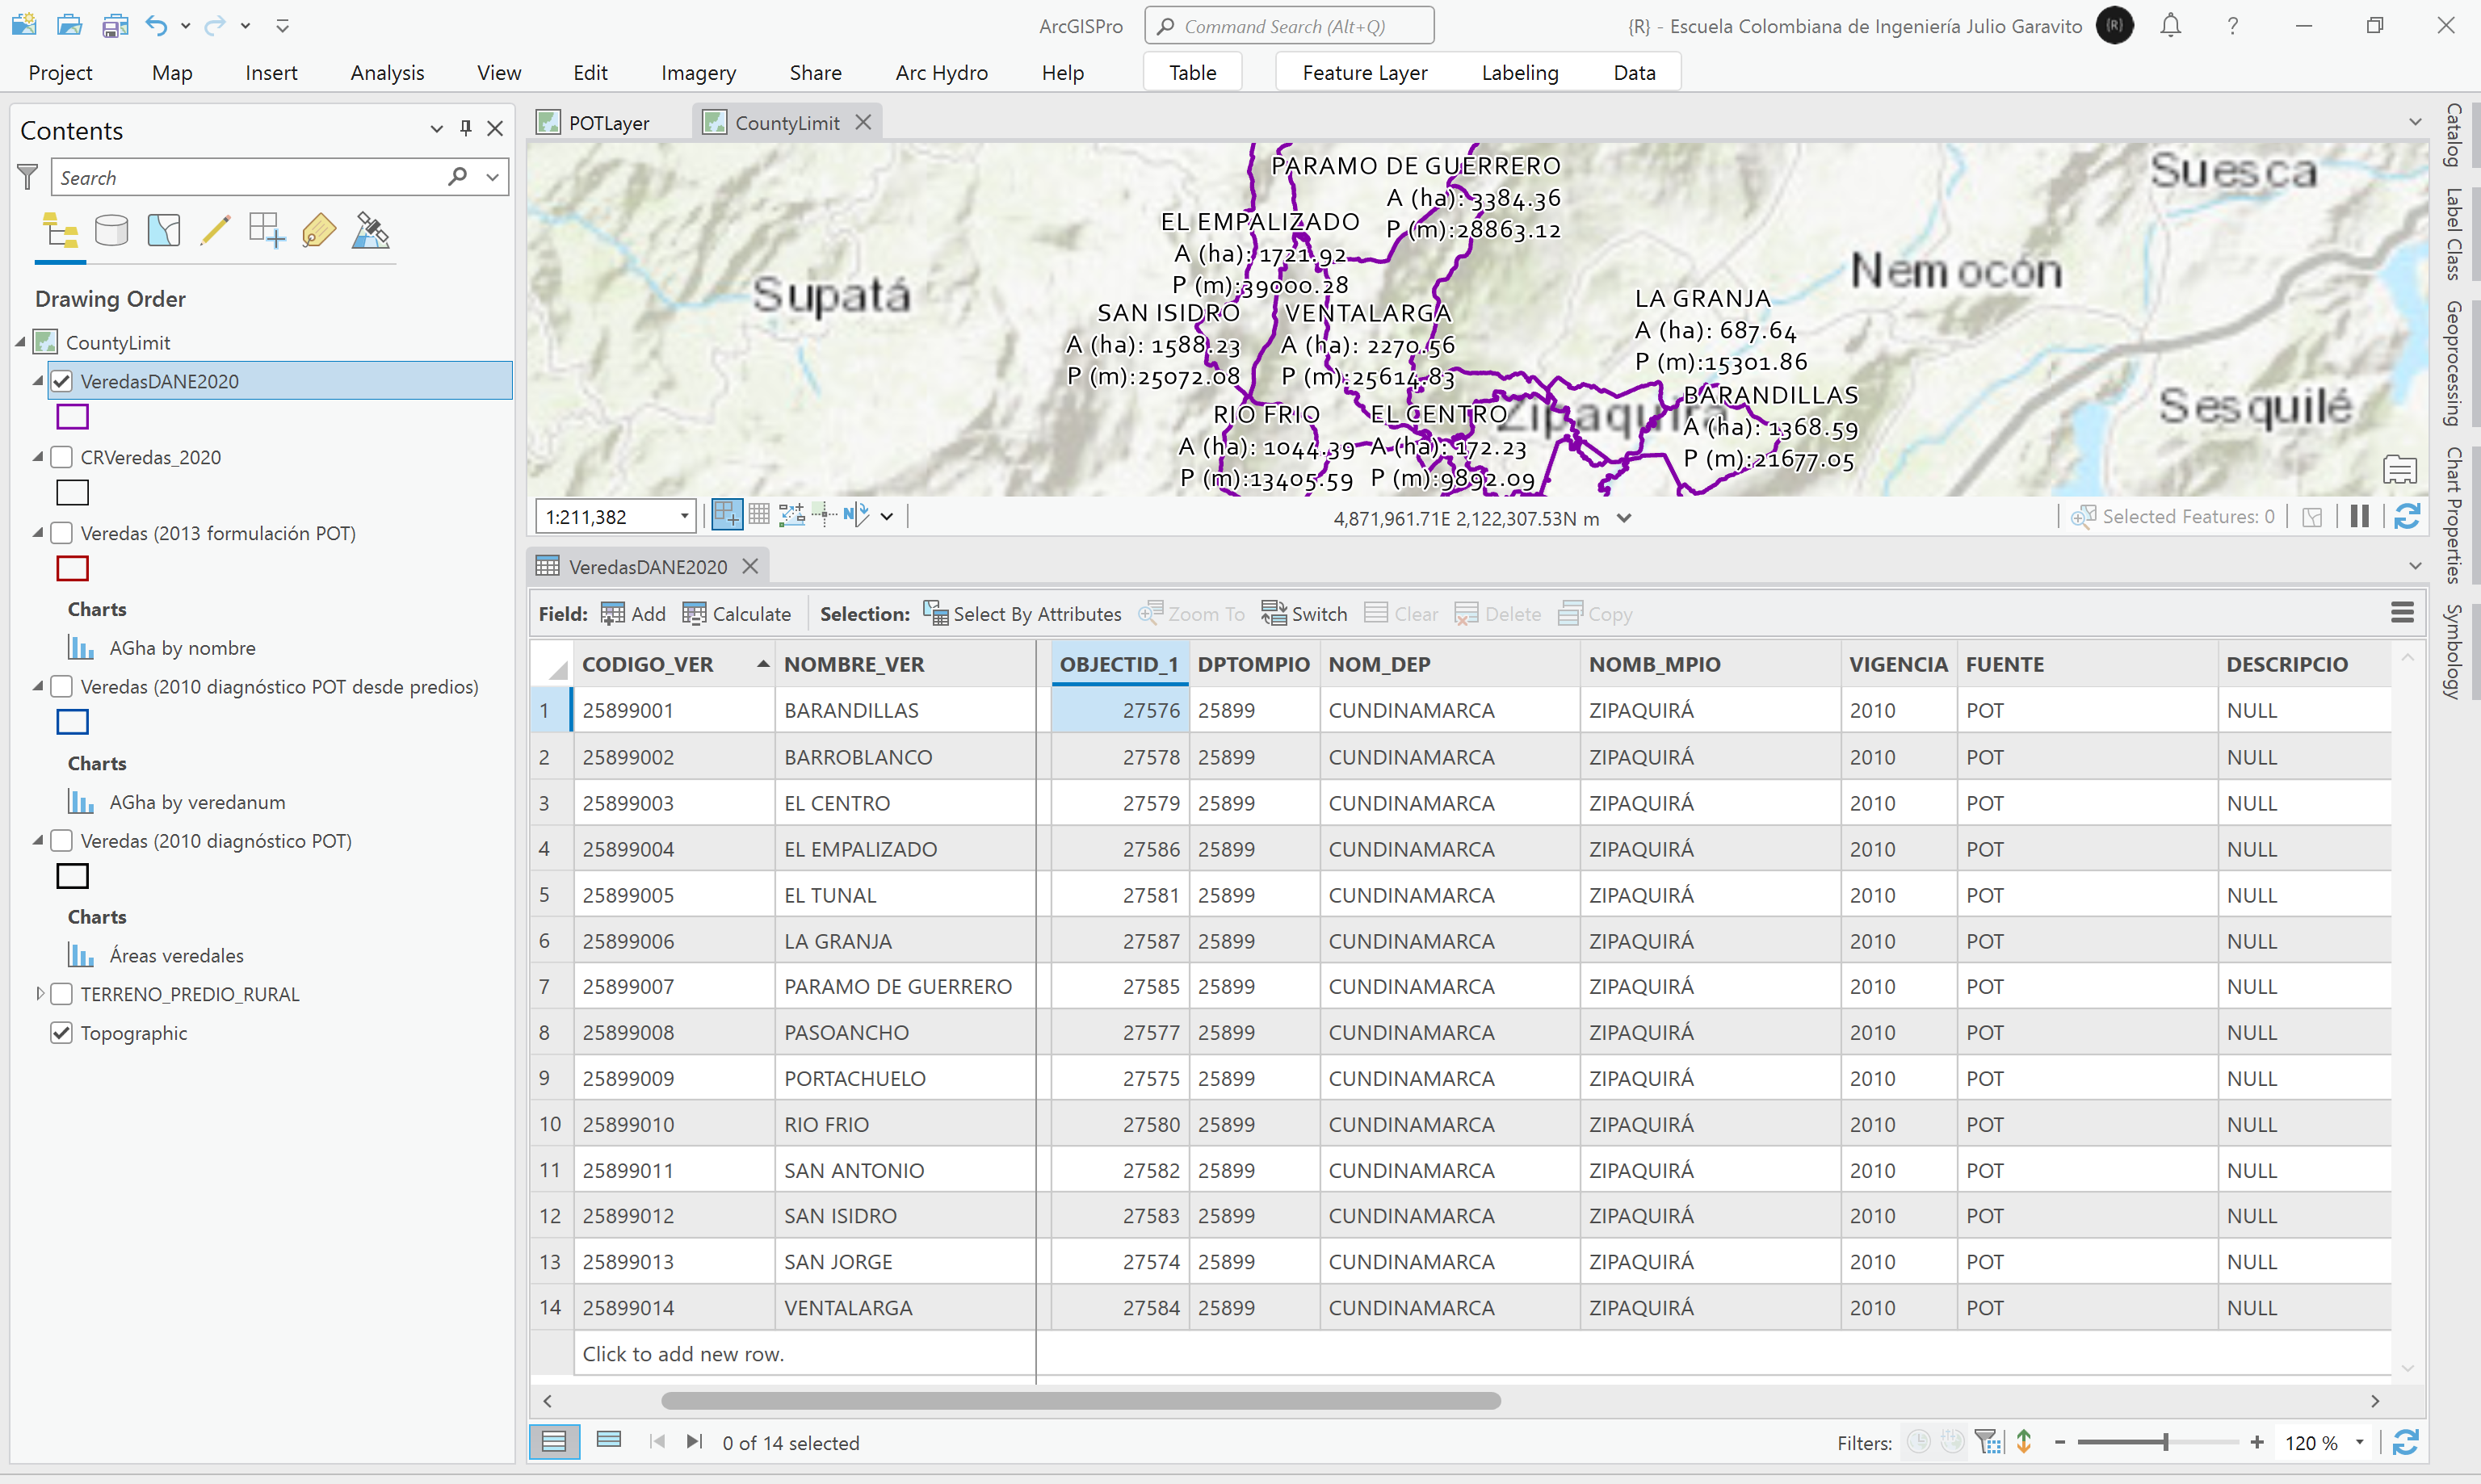 ArcGISPro
Command Search (Alt+Q)
{R} - Escuela Colombiana de Ingeniería Julio Garavito
{R}
?
Project Map Insert Analysis View Edit Imagery Share Arc Hydro Help Table Feature Layer Labeling Data
Contents
Search
Drawing Order
CountyLimit
VeredasDANE2020
CRVeredas_2020
Veredas (2013 formulación POT)
Charts
AGha by nombre
Veredas (2010 diagnóstico POT desde predios)
Charts
AGha by veredanum
Veredas (2010 diagnóstico POT)
Charts
Áreas veredales
TERRENO_PREDIO_RURAL
Topographic
POTLayer CountyLimit
PARAMO DE GUERRERO
A (ha): 3384.36
P (m):28863.12
EL EMPALIZADO
A (ha): 1721.92
P (m):39000.28
SAN ISIDRO
A (ha): 1588.23
P (m):25072.08
VENTALARGA
A (ha): 2270.56
P (m):25614.83
LA GRANJA
A (ha): 687.64
P (m):15301.86
BARANDILLAS
A (ha): 1368.59
P (m):21677.05
RIO FRIO
A (ha): 1044.39
P (m):13405.59
EL CENTRO
A (ha): 172.23
P (m):9892.09
Supatá
Zipaquirá
Nemocón
Suesca
Sesquilé
1:211,382
4,871,961.71E 2,122,307.53N m
Selected Features: 0
VeredasDANE2020
Field: Add Calculate Selection: Select By Attributes Zoom To Switch Clear Delete Copy
CODIGO_VER NOMBRE_VER OBJECTID_1 DPTOMPIO NOM_DEP NOMB_MPIO VIGENCIA FUENTE DESCRIPCIO
1 25899001 BARANDILLAS 27576 25899 CUNDINAMARCA ZIPAQUIRÁ 2010 POT NULL
2 25899002 BARROBLANCO 27578 25899 CUNDINAMARCA ZIPAQUIRÁ 2010 POT NULL
3 25899003 EL CENTRO 27579 25899 CUNDINAMARCA ZIPAQUIRÁ 2010 POT NULL
4 25899004 EL EMPALIZADO 27586 25899 CUNDINAMARCA ZIPAQUIRÁ 2010 POT NULL
5 25899005 EL TUNAL 27581 25899 CUNDINAMARCA ZIPAQUIRÁ 2010 POT NULL
6 25899006 LA GRANJA 27587 25899 CUNDINAMARCA ZIPAQUIRÁ 2010 POT NULL
7 25899007 PARAMO DE GUERRERO 27585 25899 CUNDINAMARCA ZIPAQUIRÁ 2010 POT NULL
8 25899008 PASOANCHO 27577 25899 CUNDINAMARCA ZIPAQUIRÁ 2010 POT NULL
9 25899009 PORTACHUELO 27575 25899 CUNDINAMARCA ZIPAQUIRÁ 2010 POT NULL
10 25899010 RIO FRIO 27580 25899 CUNDINAMARCA ZIPAQUIRÁ 2010 POT NULL
11 25899011 SAN ANTONIO 27582 25899 CUNDINAMARCA ZIPAQUIRÁ 2010 POT NULL
12 25899012 SAN ISIDRO 27583 25899 CUNDINAMARCA ZIPAQUIRÁ 2010 POT NULL
13 25899013 SAN JORGE 27574 25899 CUNDINAMARCA ZIPAQUIRÁ 2010 POT NULL
14 25899014 VENTALARGA 27584 25899 CUNDINAMARCA ZIPAQUIRÁ 2010 POT NULL
Click to add new row.
0 of 14 selected
Filters:
120 %
Catalog
Label Class
Geoprocessing
Chart Properties
Symbology